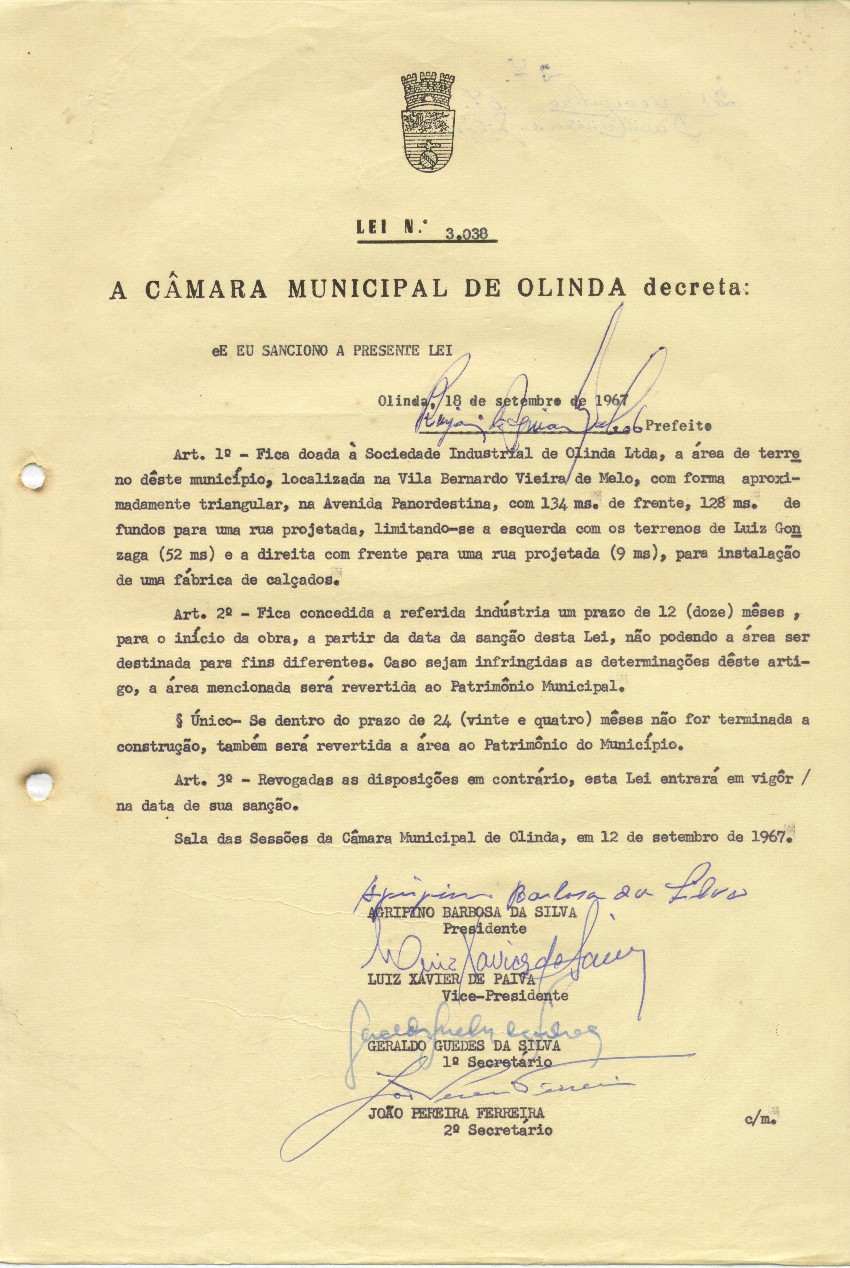 LEI N.º 3.038
A CÂMARA MUNICIPAL DE OLINDA decreta:
eE EU SANCIONO A PRESENTE LEI
Olinda, 18 de setembro de 1967
Prefeito
Art. 1º - Fica doada à Sociedade Industrial de Olinda Ltda, a área de terre
no dêste município, localizada na Vila Bernardo Vieira de Melo, com forma aproxi-
madamente triangular, na Avenida Panordestina, com 134 ms. de frente, 128 ms. de
fundos para uma rua projetada, limitando-se a esquerda com os terrenos de Luiz Gon
zaga (52 ms) e a direita com frente para uma rua projetada (9 ms), para instalação
de uma fábrica de calçados.
Art. 2º - Fica concedida a referida indústria um prazo de 12 (doze) mêses ,
para o início da obra, a partir da data da sanção desta Lei, não podendo a área ser
destinada para fins diferentes. Caso sejam infringidas as determinações dêste arti-
go, a área mencionada será revertida ao Patrimônio Municipal.
§ Único- Se dentro do prazo de 24 (vinte e quatro) mêses não for terminada a
construção, também será revertida a área ao Patrimônio do Município.
Art. 3º - Revogadas as disposições em contrário, esta Lei entrará em vigôr /
na data de sua sanção.
Sala das Sessões da Câmara Municipal de Olinda, em 12 de setembro de 1967.
Agripino Barbosa da Silva
AGRIPINO BARBOSA DA SILVA
Presidente
Luiz Xavier de Paiva
LUIZ XAVIER DE PAIVA
Vice-Presidente
GERALDO GUEDES DA SILVA
1º Secretário
João Pereira Ferreira
JOÃO PEREIRA FERREIRA
2º Secretário
c/m.